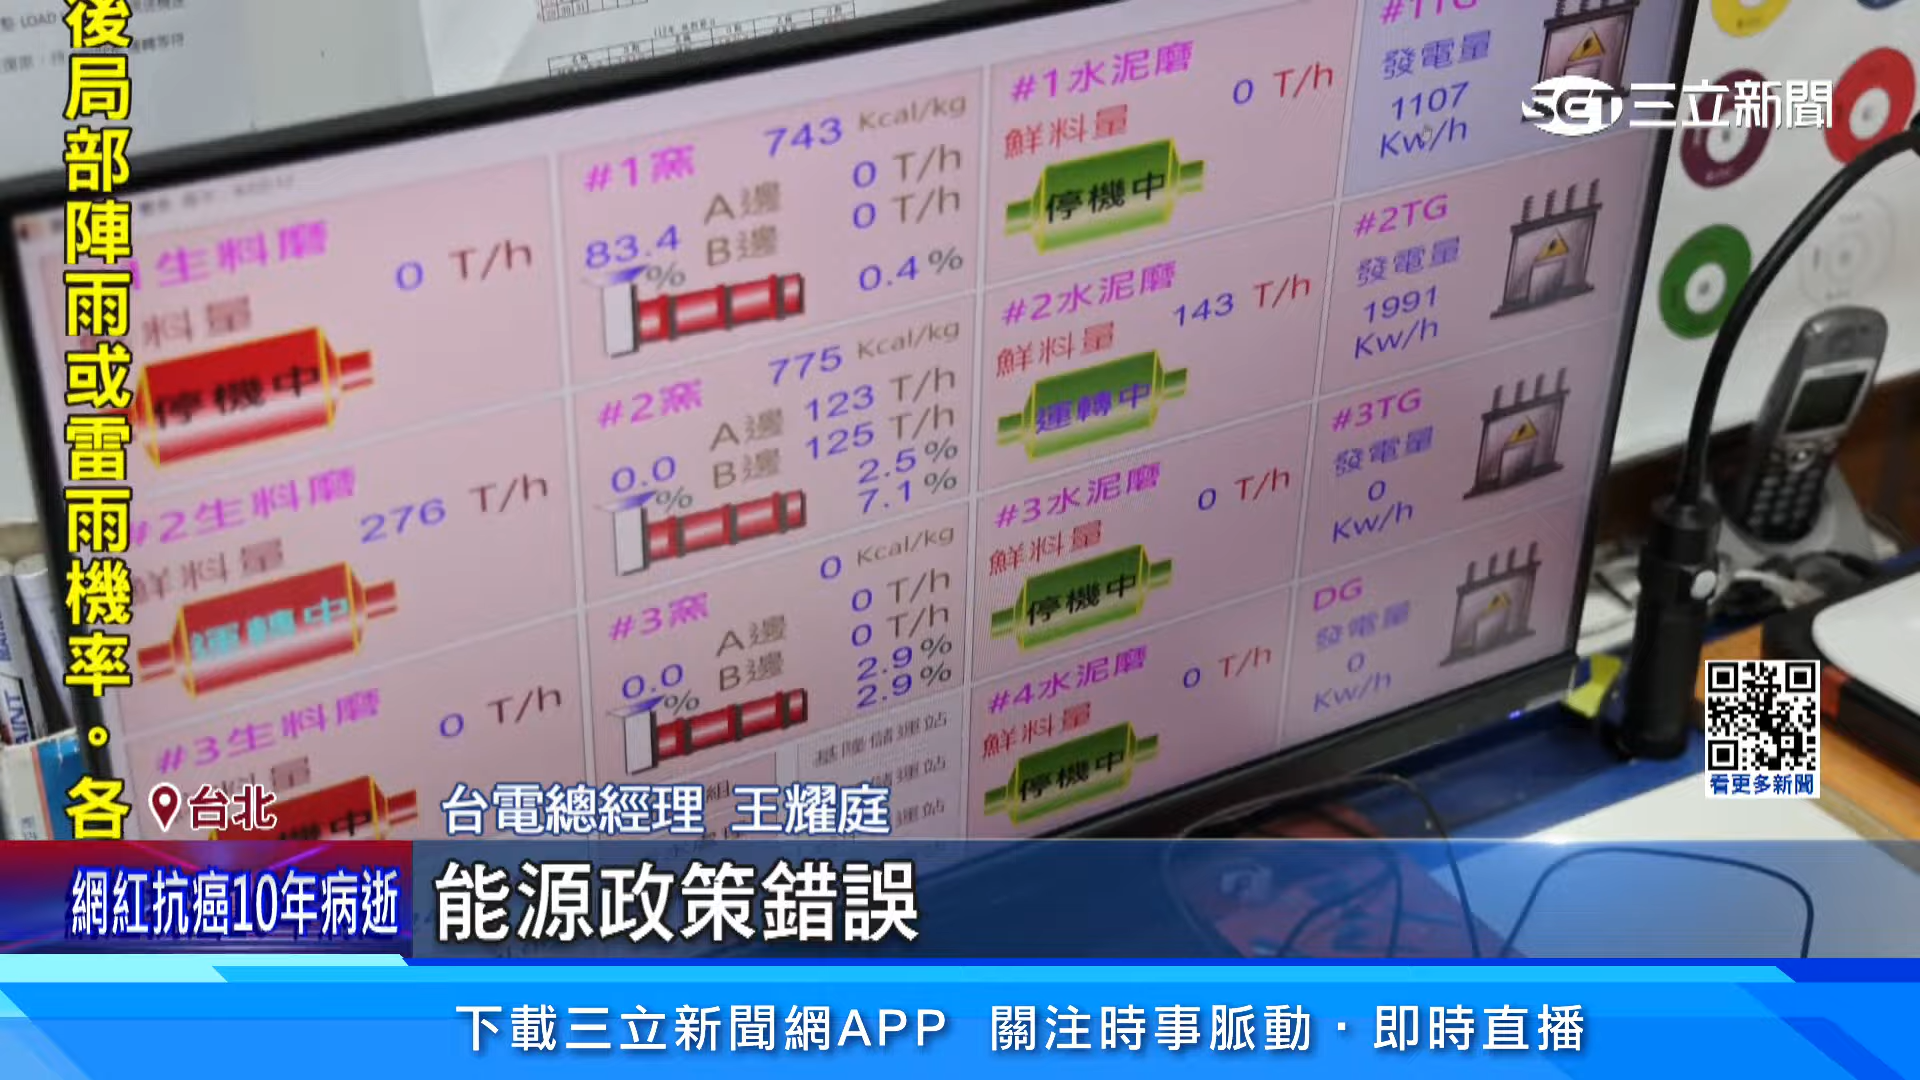 後局部陣雨或雷雨機率。各
SET三立新聞
生料磨
0 T/h
料量
停機中
#2生料磨
276 T/h
鮮料量
運轉中
#3生料磨
0 T/h
#1窯
743 Kcal/kg
A邊 0 T/h
83.4 % B邊 0 T/h
0.4%
#2窯
775 Kcal/kg
A邊 123 T/h
0.0 % B邊 125 T/h
2.5%
7.1%
#3窯
0 Kcal/kg
A邊 0 T/h
0.0 % B邊 0 T/h
2.9%
2.9%
基隆儲運站
儲運站
運站
#1水泥磨
0 T/h
鮮料量
停機中
#2水泥磨
143 T/h
鮮料量
運轉中
#3水泥磨
0 T/h
鮮料量
停機中
#4水泥磨
0 T/h
鮮料量
停機中
#1TG
發電量
1107
Kw/h
#2TG
發電量
1991
Kw/h
#3TG
發電量
0
Kw/h
DG
發電量
0
Kw/h
看更多新聞
台北
台電總經理 王耀庭
網紅抗癌10年病逝
能源政策錯誤
下載三立新聞網APP 關注時事脈動·即時直播